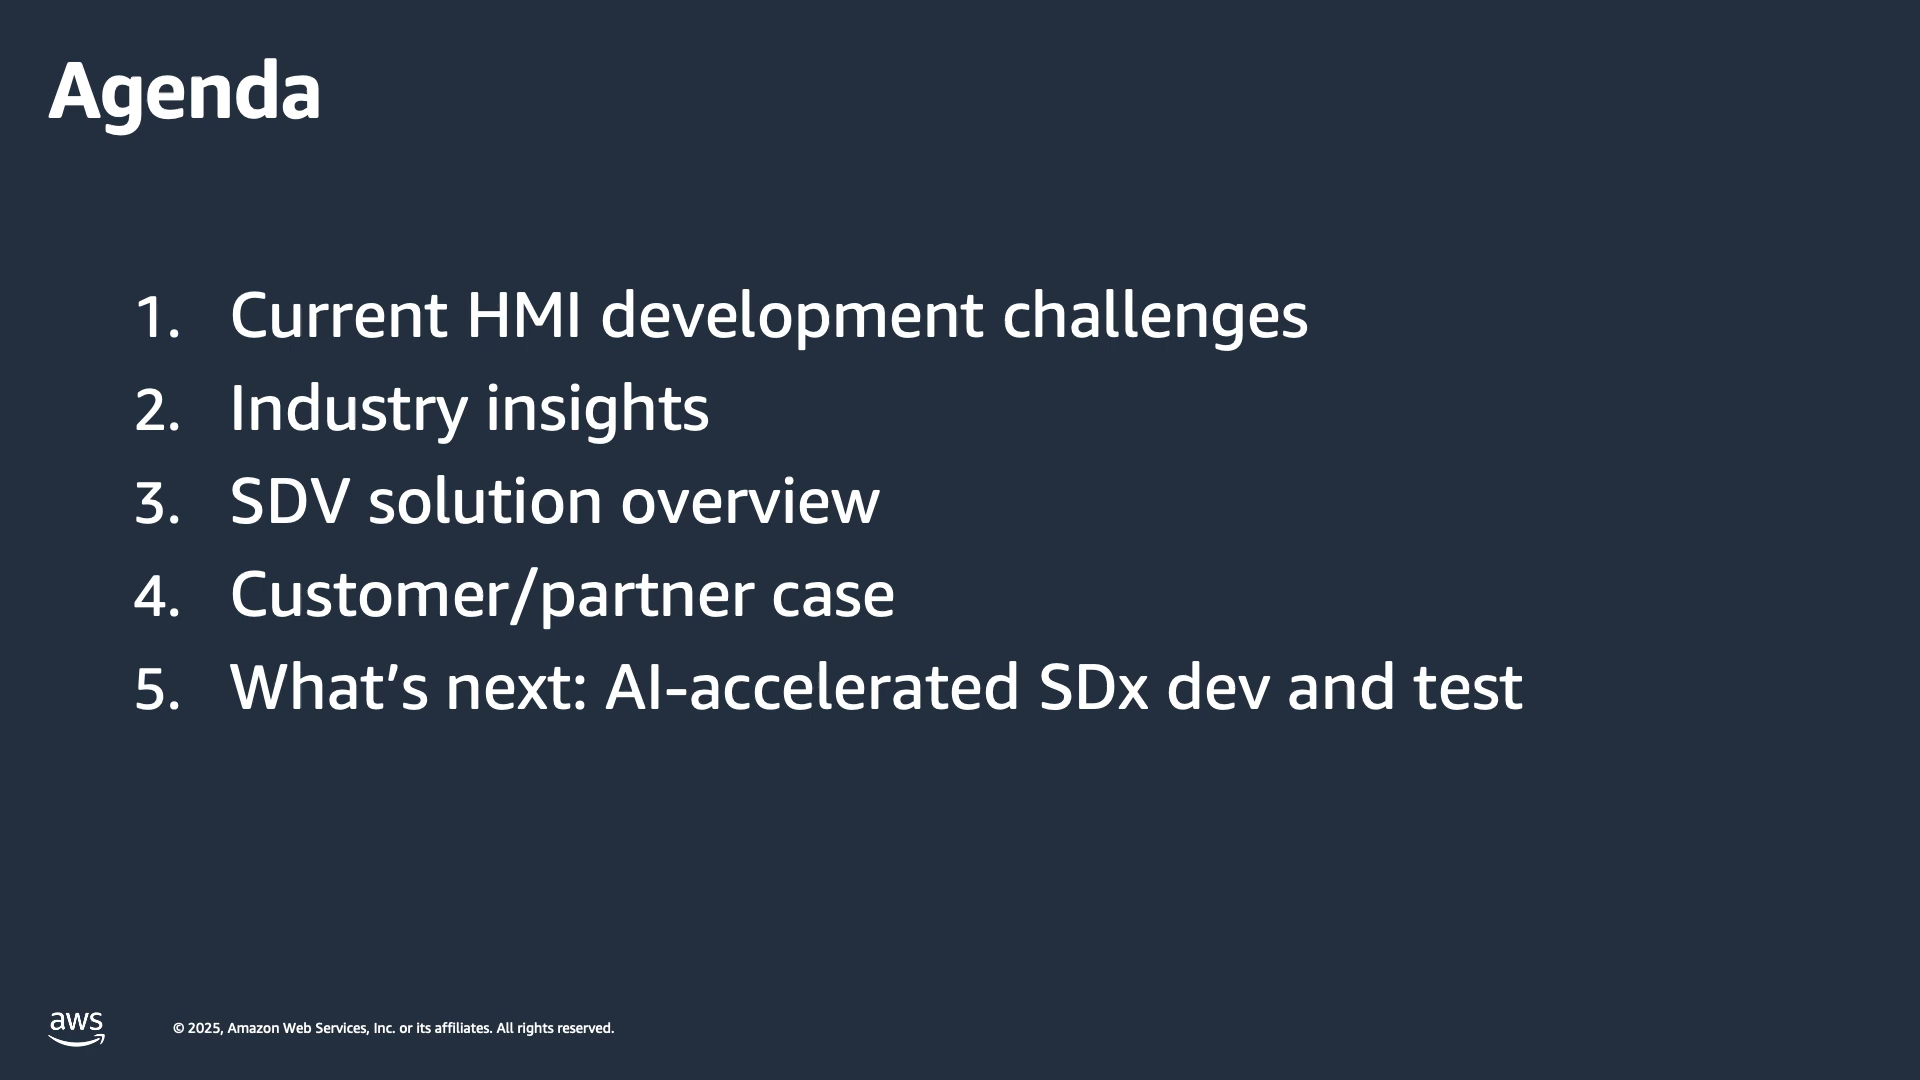 Agenda
1. Current HMI development challenges
2. Industry insights
3. SDV solution overview
4. Customer/partner case
5. What’s next: AI-accelerated SDx dev and test
aws
© 2025, Amazon Web Services, Inc. or its affiliates. All rights reserved.